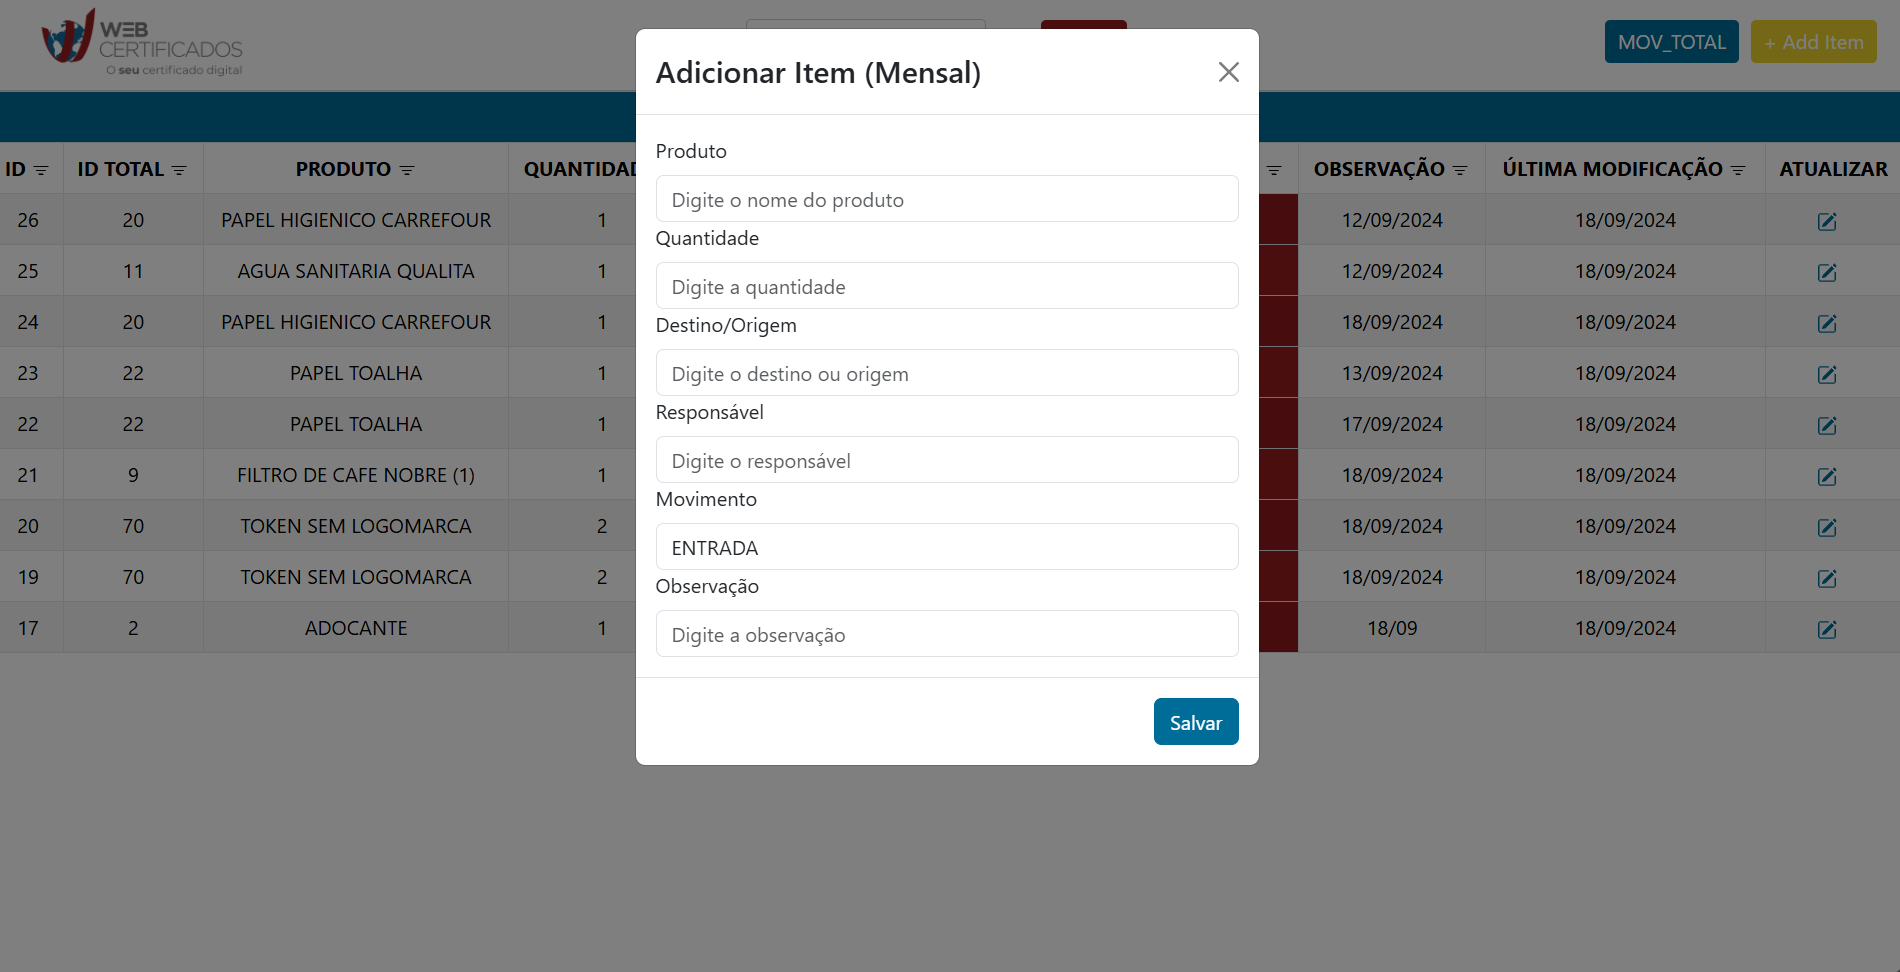 WEB
CERTIFICADOS
O seu certificado digital
MOV_TOTAL
+ Add Item
Adicionar Item (Mensal)
Produto
Digite o nome do produto
Quantidade
Digite a quantidade
Destino/Origem
Digite o destino ou origem
Responsável
Digite o responsável
Movimento
ENTRADA
Observação
Digite a observação
Salvar
ID ID TOTAL PRODUTO QUANTIDAD OBSERVAÇÃO ÚLTIMA MODIFICAÇÃO ATUALIZAR
26 20 PAPEL HIGIENICO CARREFOUR 1 12/09/2024 18/09/2024
25 11 AGUA SANITARIA QUALITA 1 12/09/2024 18/09/2024
24 20 PAPEL HIGIENICO CARREFOUR 1 18/09/2024 18/09/2024
23 22 PAPEL TOALHA 1 13/09/2024 18/09/2024
22 22 PAPEL TOALHA 1 17/09/2024 18/09/2024
21 9 FILTRO DE CAFE NOBRE (1) 1 18/09/2024 18/09/2024
20 70 TOKEN SEM LOGOMARCA 2 18/09/2024 18/09/2024
19 70 TOKEN SEM LOGOMARCA 2 18/09/2024 18/09/2024
17 2 ADOCANTE 1 18/09 18/09/2024